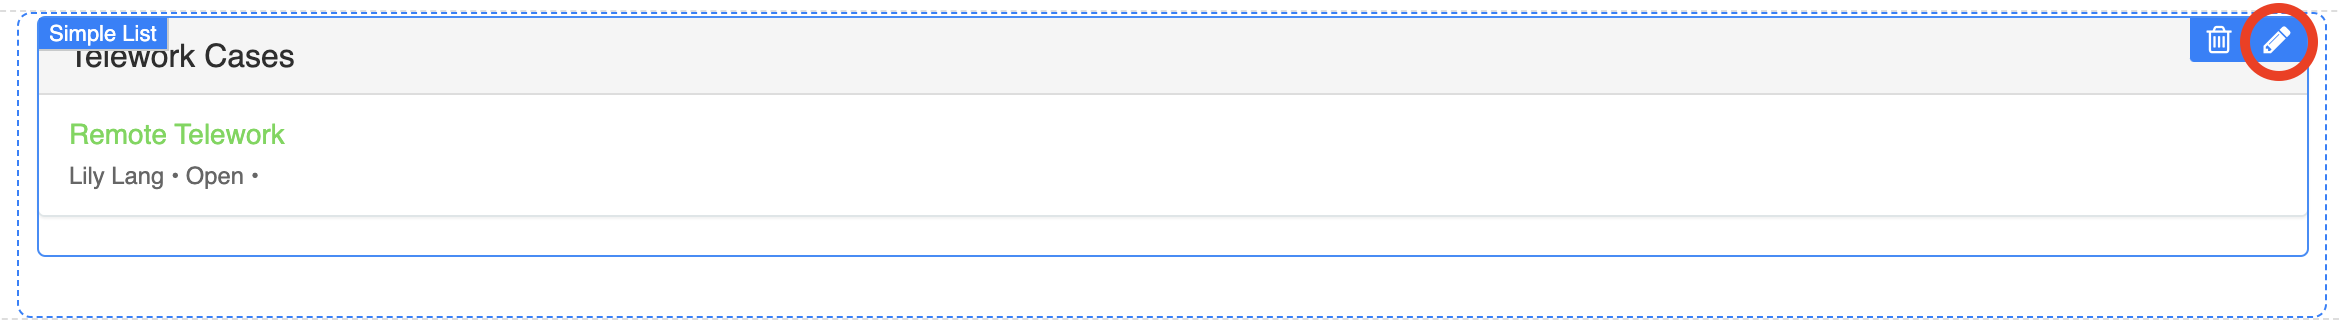 Simple List
Telework Cases
Remote Telework
Lily Lang • Open •